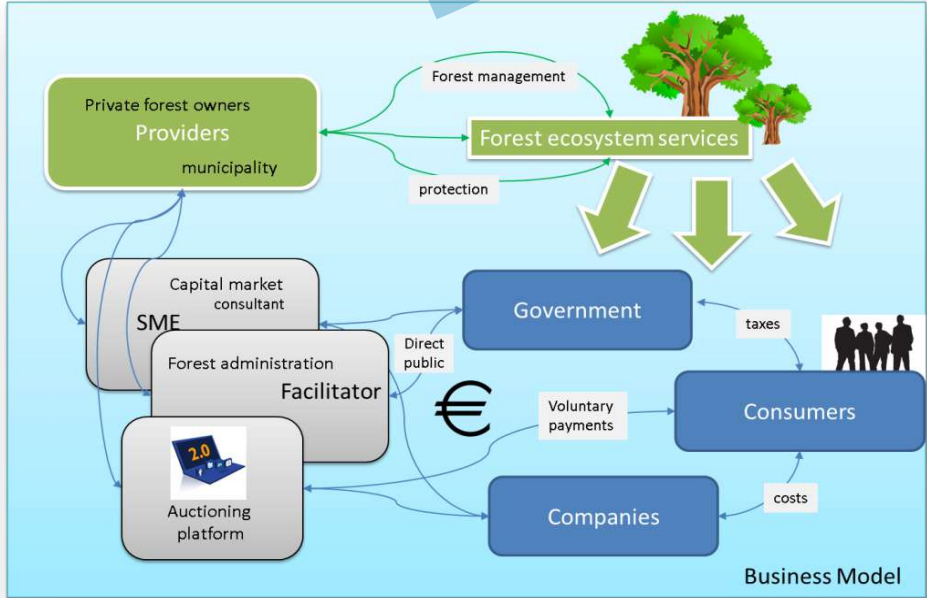 Private forest owners
Providers
municipality
Forest management
Forest ecosystem services
protection
Capital market
consultant
SME
Forest administration
Facilitator
2.0
Auctioning
platform
Government
Direct
public
taxes
€
Voluntary
payments
Consumers
Companies
costs
Business Model